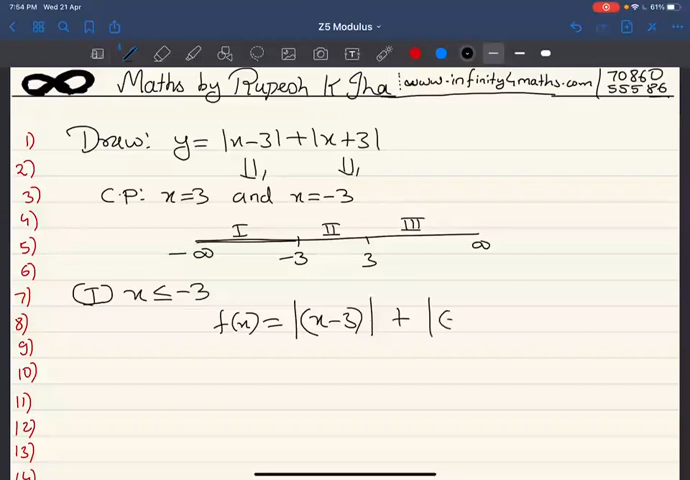 7:54 PM Wed 21 Apr
61%
Z5 Modulus
Maths by Rupesh K Jha | www.infinity4maths.com / 70860 55586
1) Draw: y = |x-3| + |x+3|
2) ⇓, ⇓,
3) C.P: x=3 and x=-3
4) I II III
5) -∞ -3 3 ∞
6)
7) (I) x ≤ -3
8) f(x) = |(x-3)| + |(
9)
10)
11)
12)
13)
14)